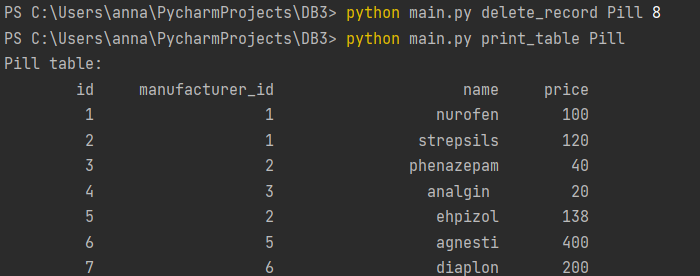 PS C:\Users\anna\PycharmProjects\DB3> python main.py delete_record Pill 8
PS C:\Users\anna\PycharmProjects\DB3> python main.py print_table Pill
Pill table:
id manufacturer_id name price
1 1 nurofen 100
2 1 strepsils 120
3 2 phenazepam 40
4 3 analgin 20
5 2 ehpizol 138
6 5 agnesti 400
7 6 diaplon 200